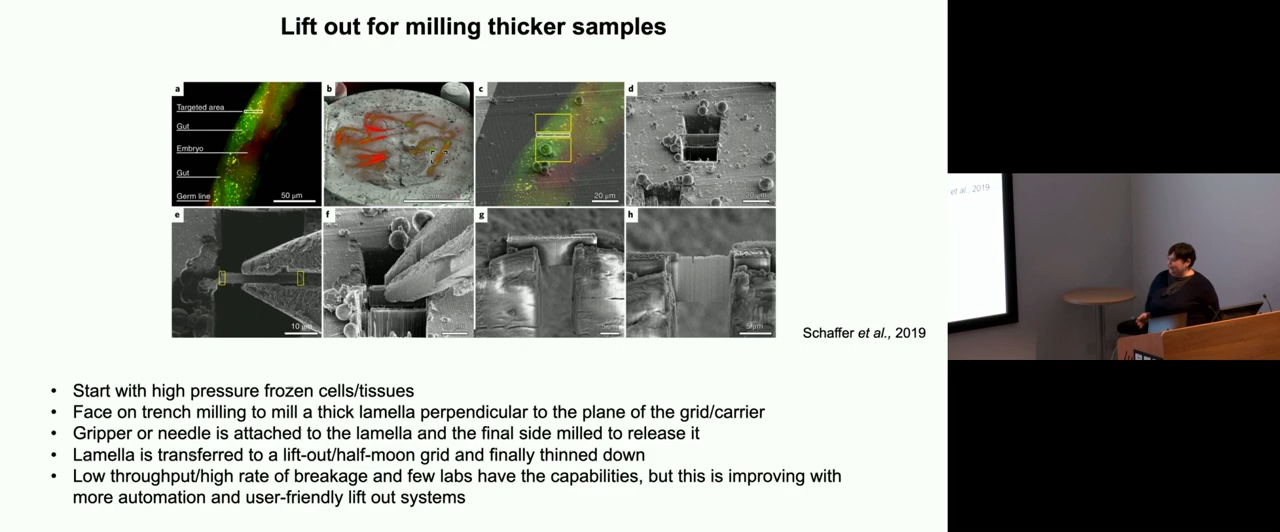 Lift out for milling thicker samples
a
Targeted area
Gut
Embryo
Gut
Germ line
50 µm
b
c
20 µm
d
20 µm
e
10 µm
f
g
h
5 µm
Schaffer et al., 2019
• Start with high pressure frozen cells/tissues
• Face on trench milling to mill a thick lamella perpendicular to the plane of the grid/carrier
• Gripper or needle is attached to the lamella and the final side milled to release it
• Lamella is transferred to a lift-out/half-moon grid and finally thinned down
• Low throughput/high rate of breakage and few labs have the capabilities, but this is improving with
more automation and user-friendly lift out systems
et al., 2019